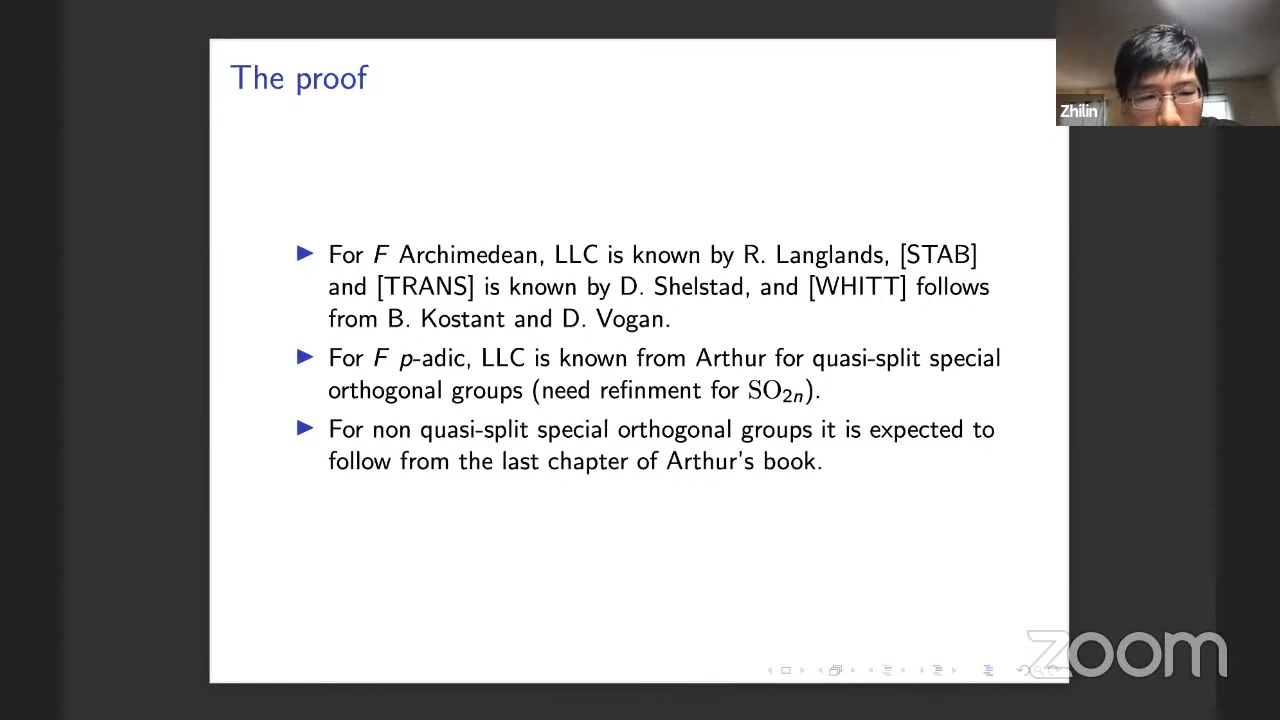 The proof
Zhilin
▶ For F Archimedean, LLC is known by R. Langlands, [STAB]
and [TRANS] is known by D. Shelstad, and [WHITT] follows
from B. Kostant and D. Vogan.
▶ For F p-adic, LLC is known from Arthur for quasi-split special
orthogonal groups (need refinment for SO₂ₙ).
▶ For non quasi-split special orthogonal groups it is expected to
follow from the last chapter of Arthur's book.
zoom